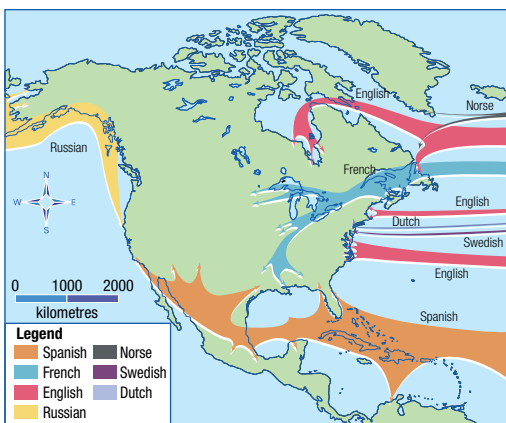 English
Norse
Russian
French
N
W E
S
English
Dutch
Swedish
English
0 1000 2000
kilometres
Spanish
Legend
Spanish Norse
French Swedish
English Dutch
Russian